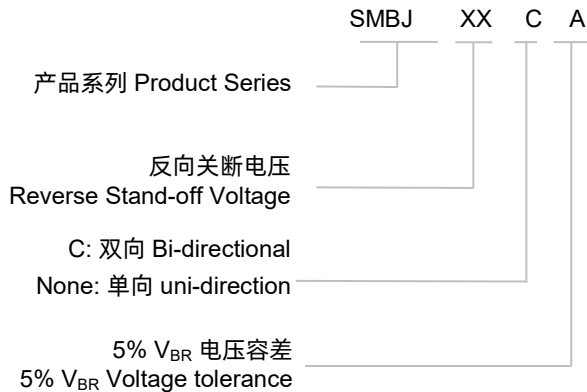 SMBJ XX C A
产品系列 Product Series
反向关断电压
Reverse Stand-off Voltage
C: 双向 Bi-directional
None: 单向 uni-direction
5% VBR 电压容差
5% VBR Voltage tolerance